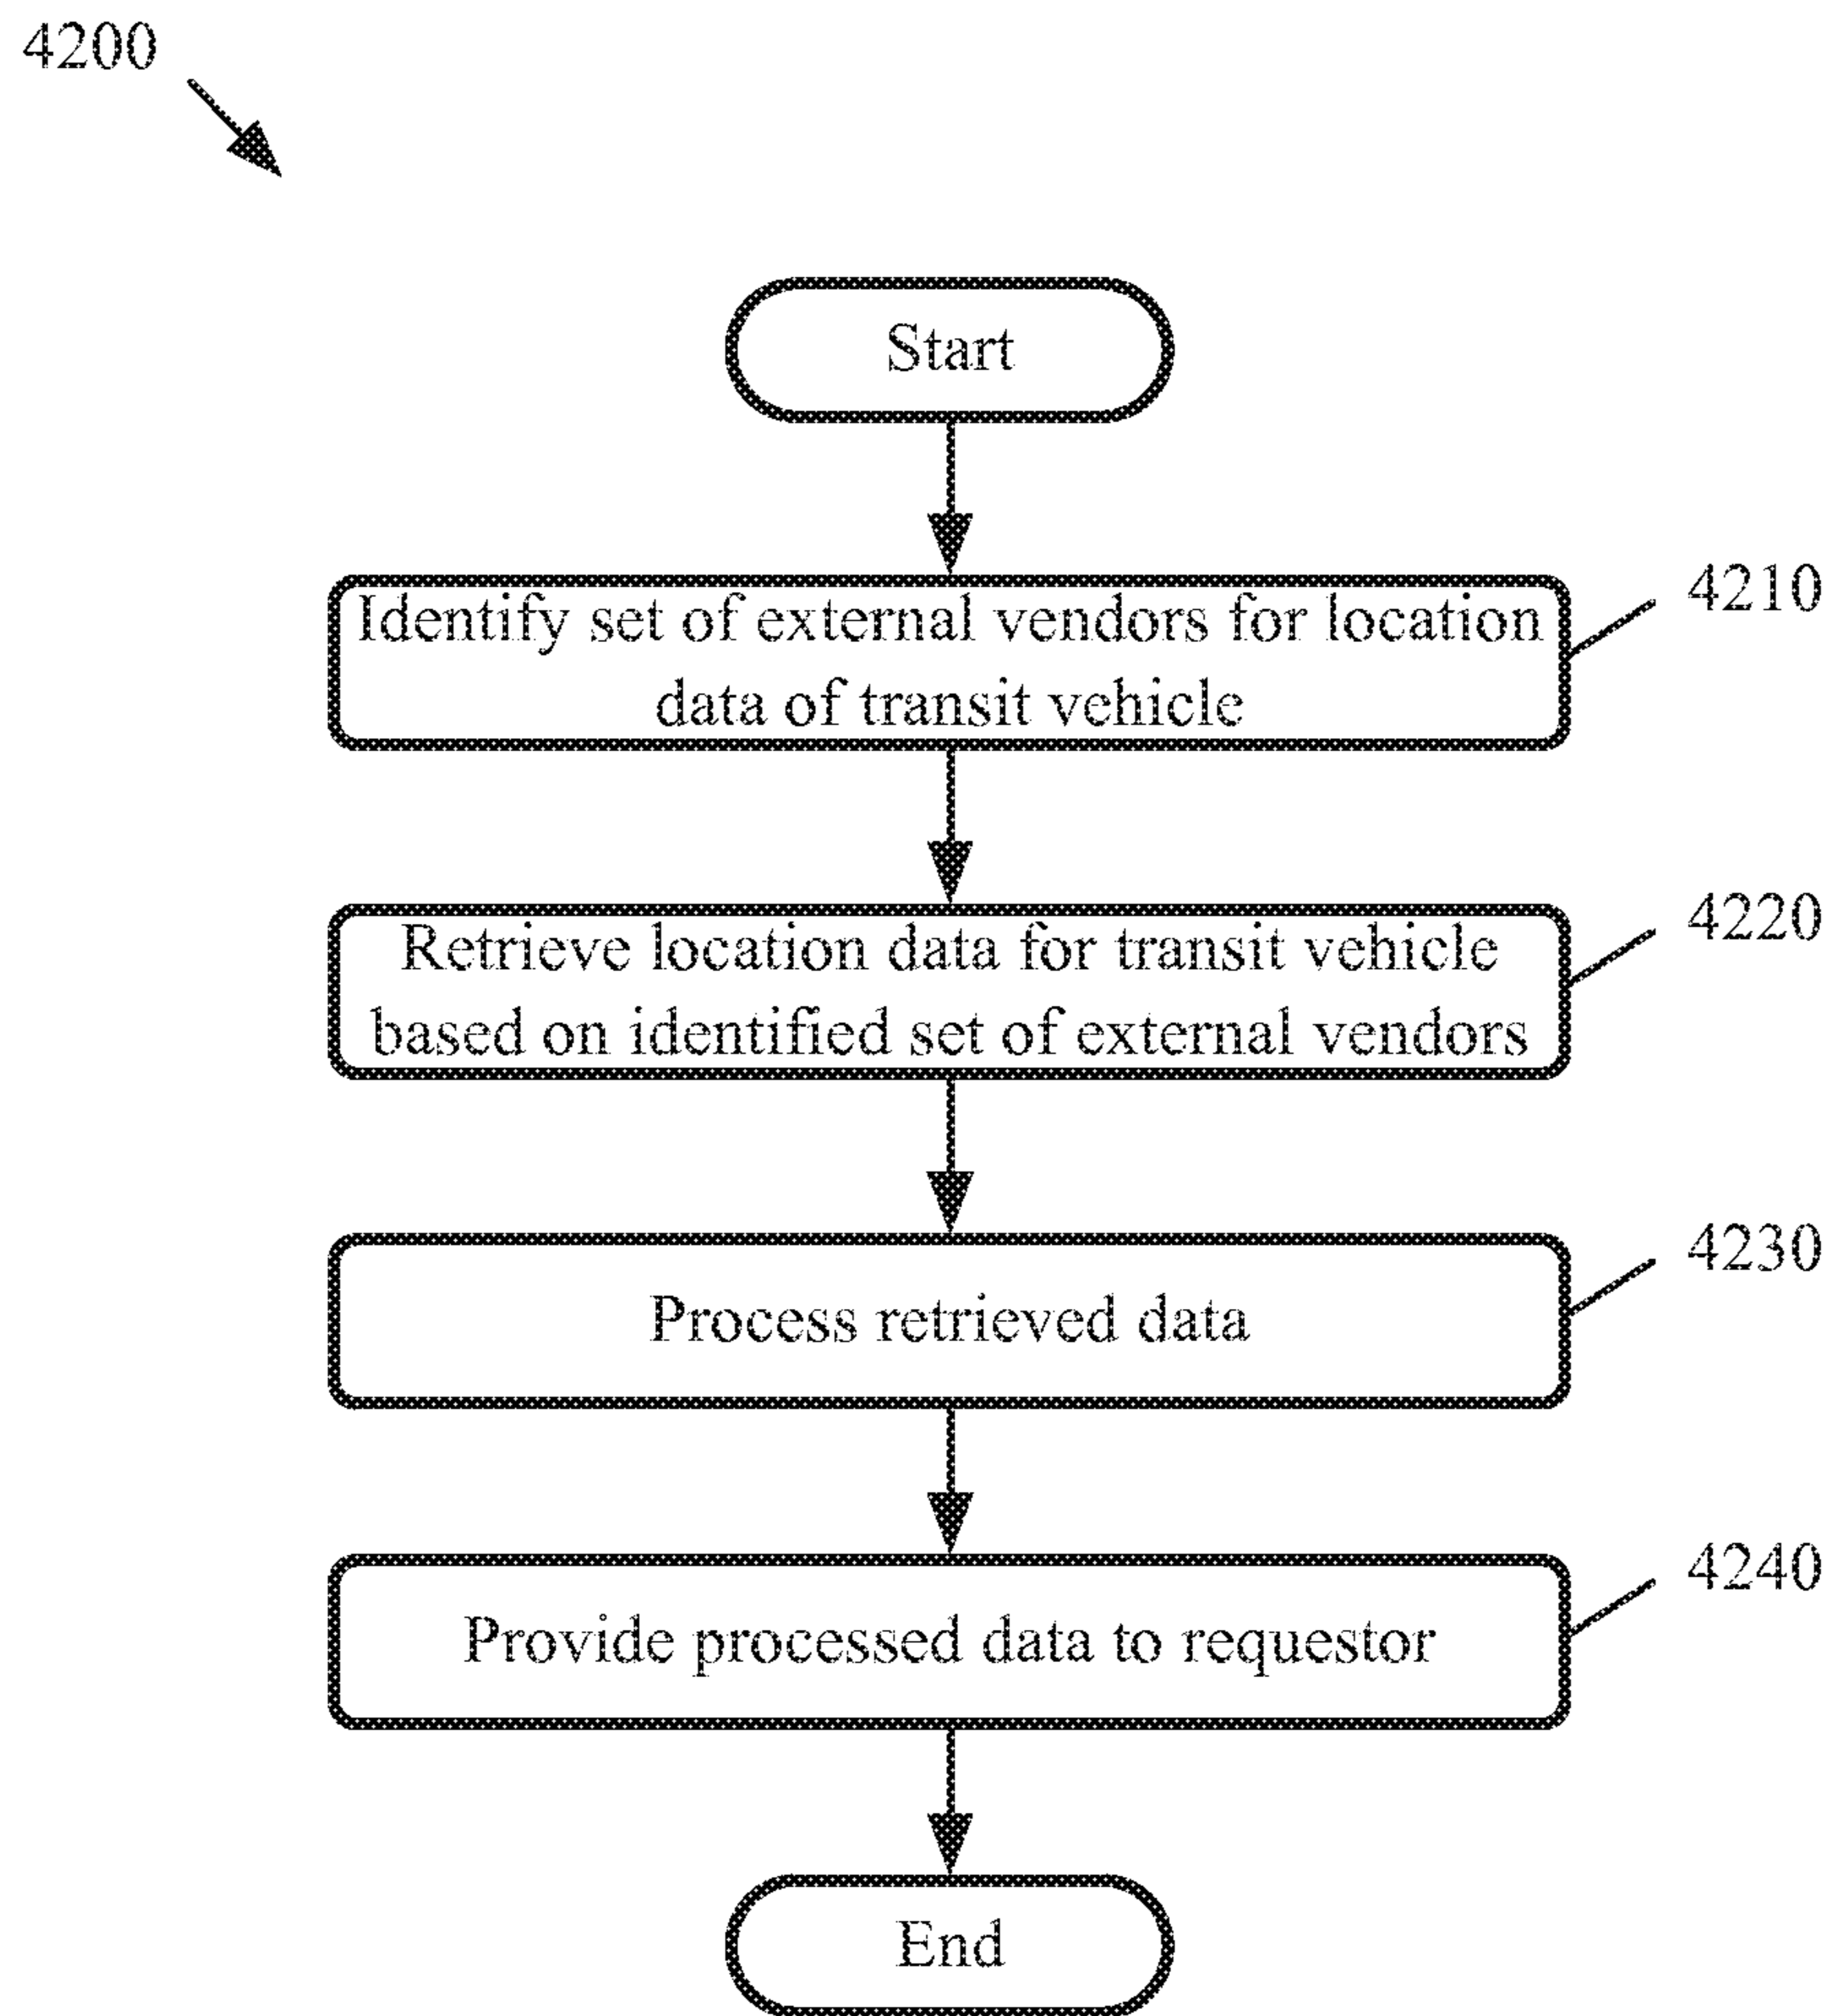 4200
Start
Identify set of external vendors for location
data of transit vehicle
4210
Retrieve location data for transit vehicle
based on identified set of external vendors
4220
Process retrieved data
4230
Provide processed data to requestor
4240
End